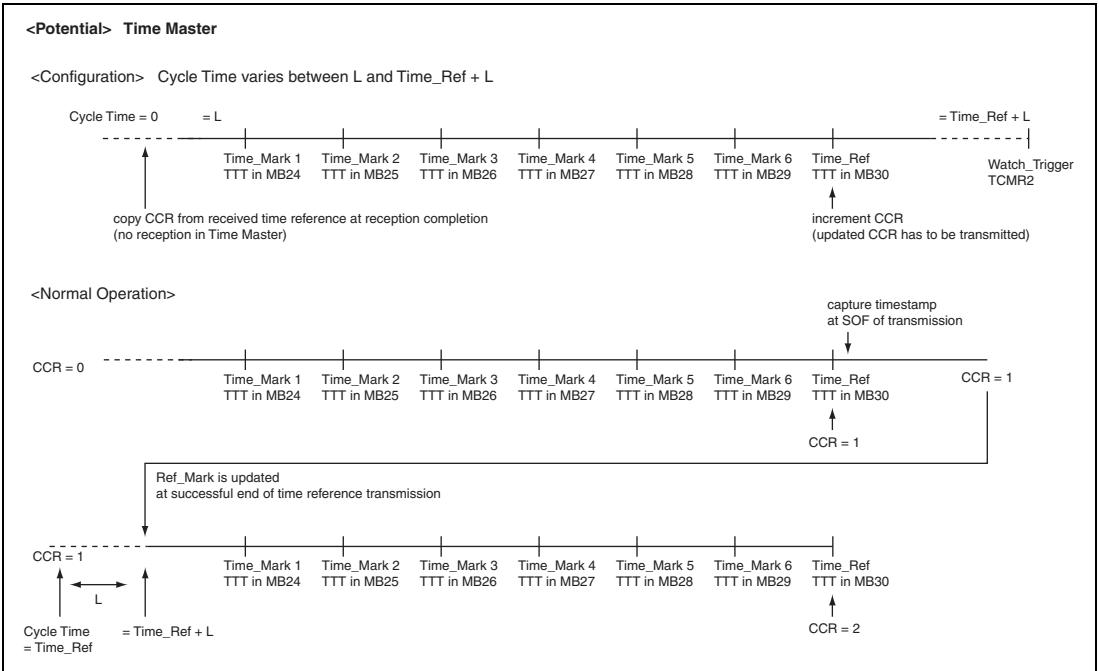 <Potential> Time Master
<Configuration> Cycle Time varies between L and Time_Ref + L
Cycle Time = 0 = L = Time_Ref + L
Time_Mark 1 Time_Mark 2 Time_Mark 3 Time_Mark 4 Time_Mark 5 Time_Mark 6 Time_Ref
TTT in MB24 TTT in MB25 TTT in MB26 TTT in MB27 TTT in MB28 TTT in MB29 TTT in MB30
Watch_Trigger
TCMR2
copy CCR from received time reference at reception completion
(no reception in Time Master)
increment CCR
(updated CCR has to be transmitted)
<Normal Operation>
capture timestamp
at SOF of transmission
CCR = 0
Time_Mark 1 Time_Mark 2 Time_Mark 3 Time_Mark 4 Time_Mark 5 Time_Mark 6 Time_Ref
TTT in MB24 TTT in MB25 TTT in MB26 TTT in MB27 TTT in MB28 TTT in MB29 TTT in MB30
CCR = 1
CCR = 1
Ref_Mark is updated
at successful end of time reference transmission
CCR = 1
Time_Mark 1 Time_Mark 2 Time_Mark 3 Time_Mark 4 Time_Mark 5 Time_Mark 6 Time_Ref
TTT in MB24 TTT in MB25 TTT in MB26 TTT in MB27 TTT in MB28 TTT in MB29 TTT in MB30
L
Cycle Time
= Time_Ref
= Time_Ref + L
CCR = 2